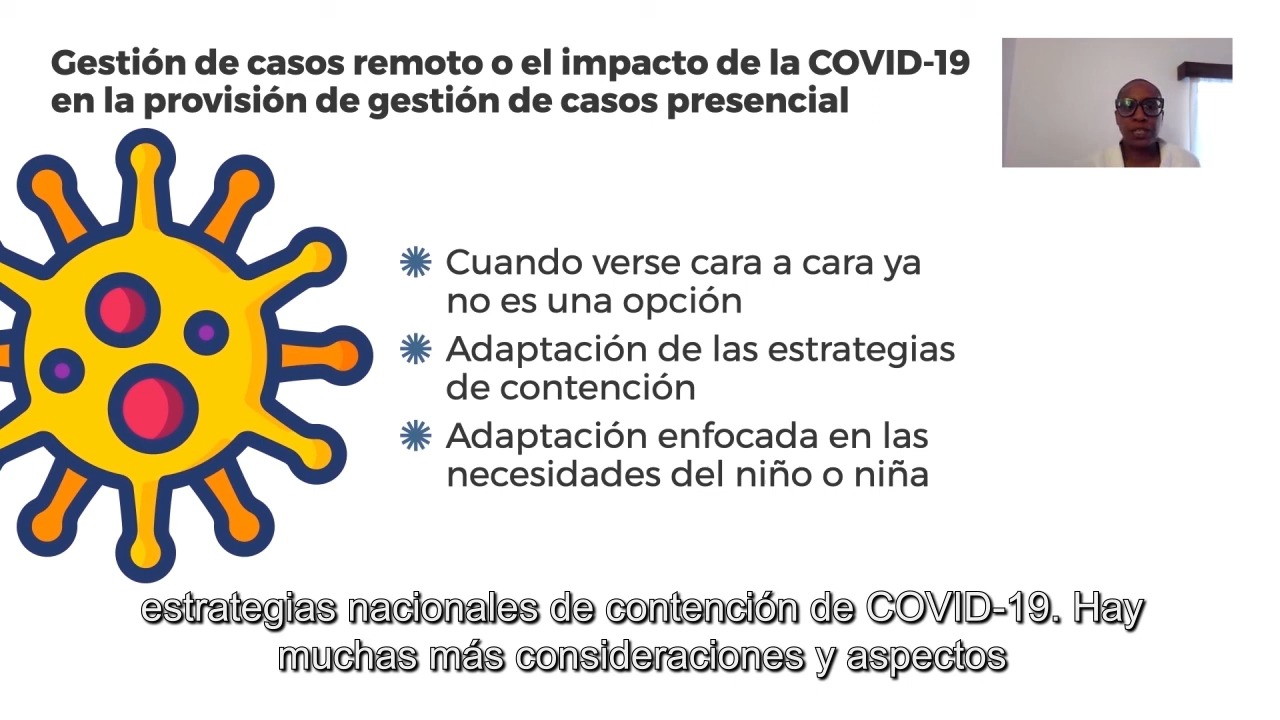 Gestión de casos remoto o el impacto de la COVID-19
en la provisión de gestión de casos presencial
Cuando verse cara a cara ya
no es una opción
Adaptación de las estrategias
de contención
Adaptación enfocada en las
necesidades del niño o niña
estrategias nacionales de contención de COVID-19. Hay
muchas más consideraciones y aspectos